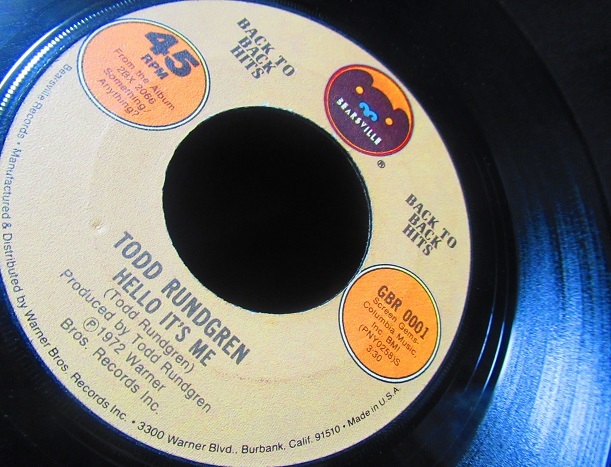 45
RPM
From the Album
2BX 2066
Something/
Anything?
BACK TO
BACK
HITS
BEARSVILLE
®
BACK TO
BACK
HITS
GBR 0001
Screen Gems-
Columbia Music,
Inc. BMI
(PNY0258)S
3:30
TODD RUNDGREN
HELLO IT'S ME
(Todd Rundgren)
Produced by Todd Rundgren
℗1972 Warner
Bros. Records Inc.
Bearsville Records • Manufactured & Distributed by Warner Bros. Records Inc. • 3300 Warner Blvd., Burbank, Calif. 91510 • Made in U.S.A.